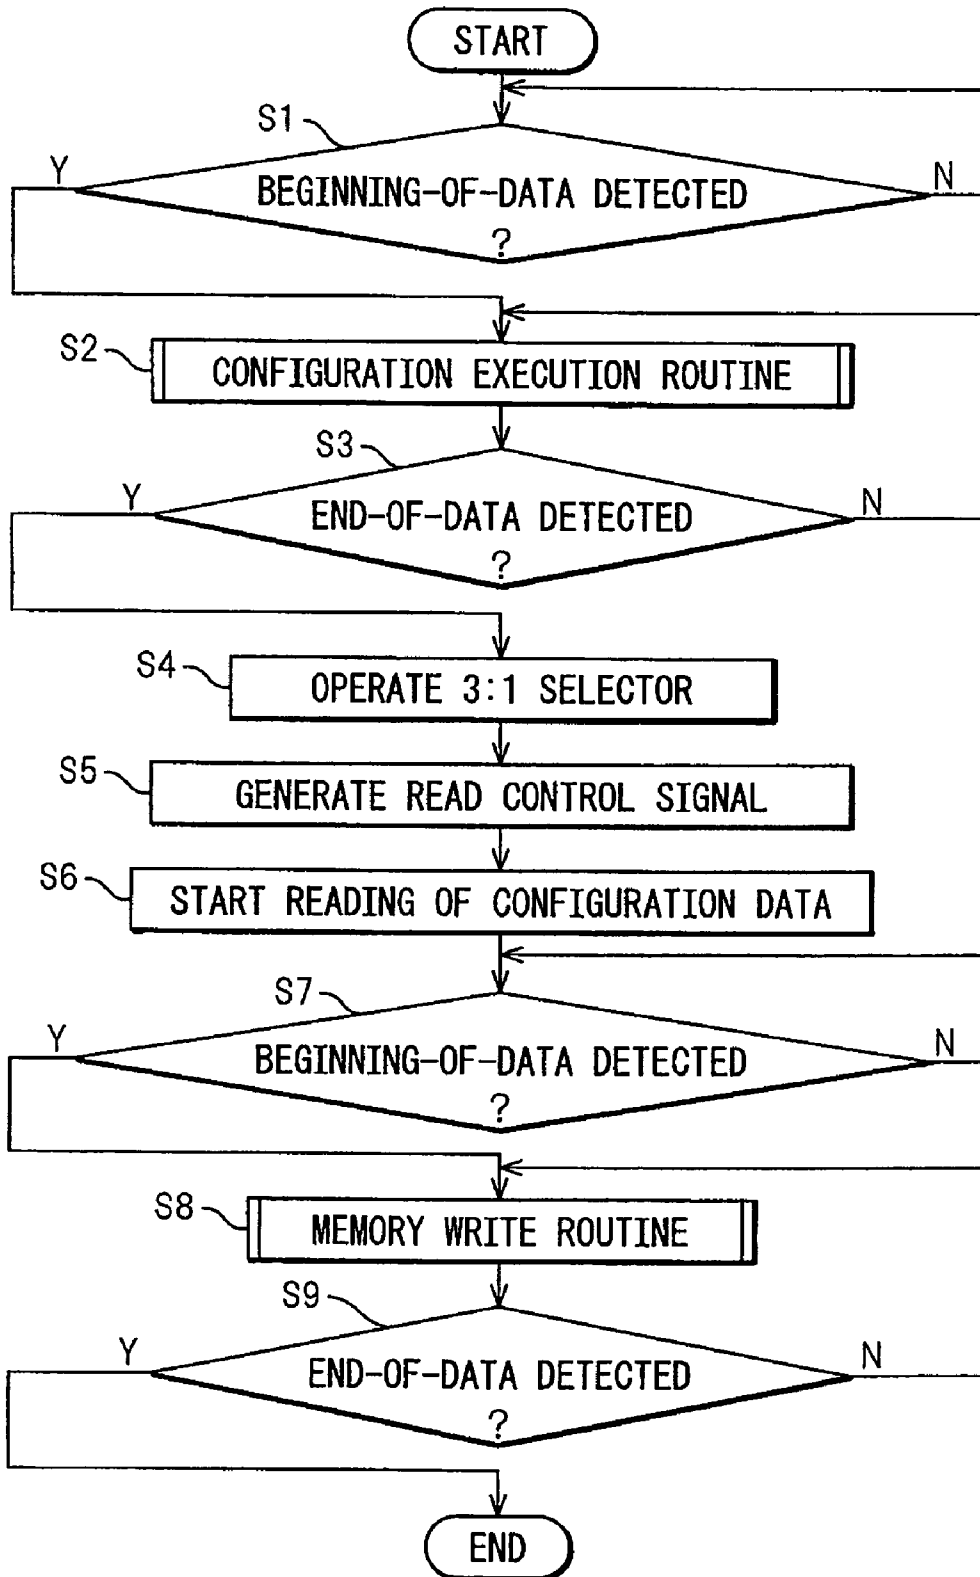 START
S1
Y
N
BEGINNING-OF-DATA DETECTED
?
S2
CONFIGURATION EXECUTION ROUTINE
S3
Y
N
END-OF-DATA DETECTED
?
S4
OPERATE 3:1 SELECTOR
S5
GENERATE READ CONTROL SIGNAL
S6
START READING OF CONFIGURATION DATA
S7
Y
N
BEGINNING-OF-DATA DETECTED
?
S8
MEMORY WRITE ROUTINE
S9
Y
N
END-OF-DATA DETECTED
?
END